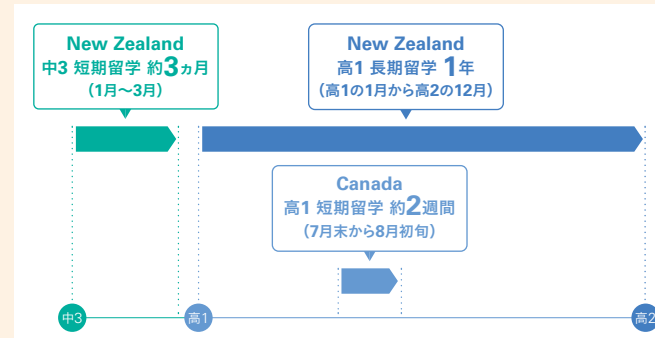 New Zealand
中3 短期留学 約3ヵ月
（1月～3月）
New Zealand
高1 長期留学 1年
（高1の1月から高2の12月）
Canada
高1 短期留学 約2週間
（7月末から8月初旬）
中3
高1
高2